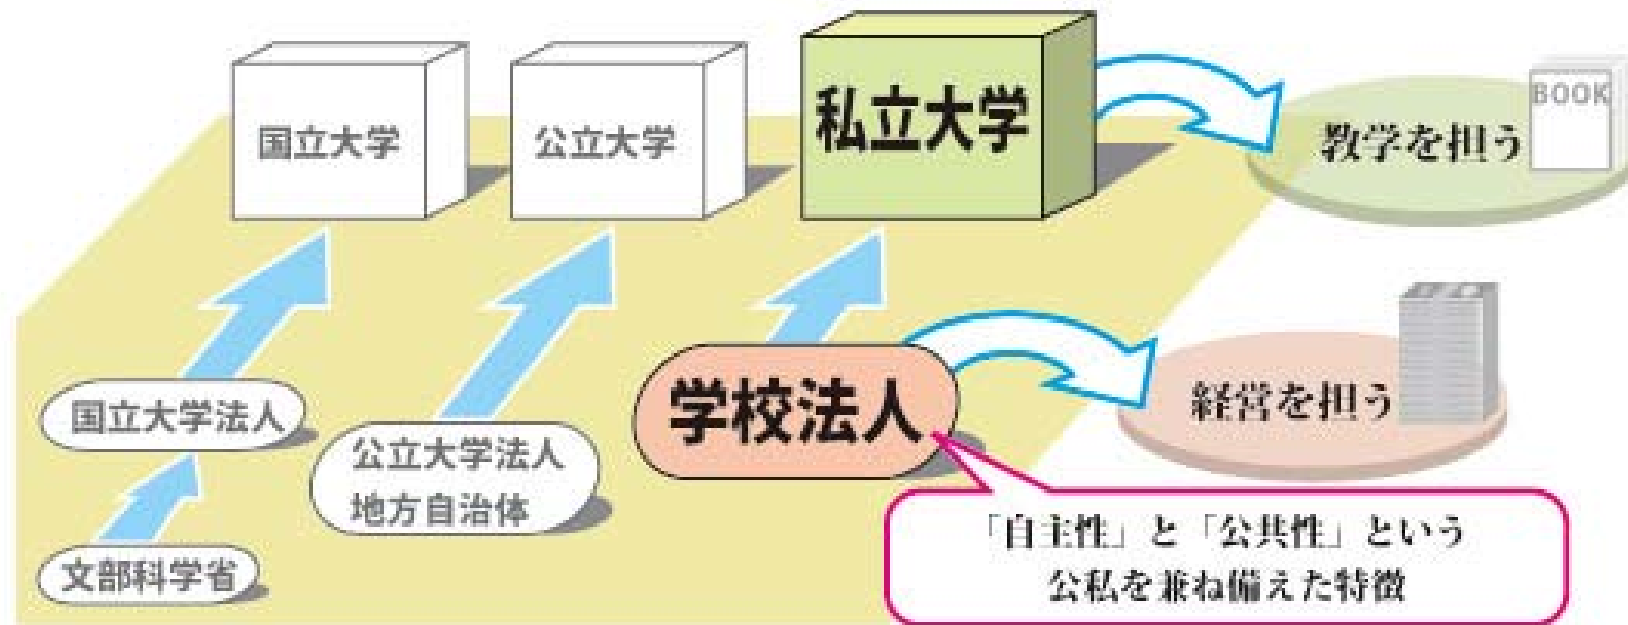 国立大学
公立大学
私立大学
教学を担う
BOOK
国立大学法人
公立大学法人
地方自治体
学校法人
経営を担う
文部科学省
「自主性」と「公共性」という
公私を兼ね備えた特徴